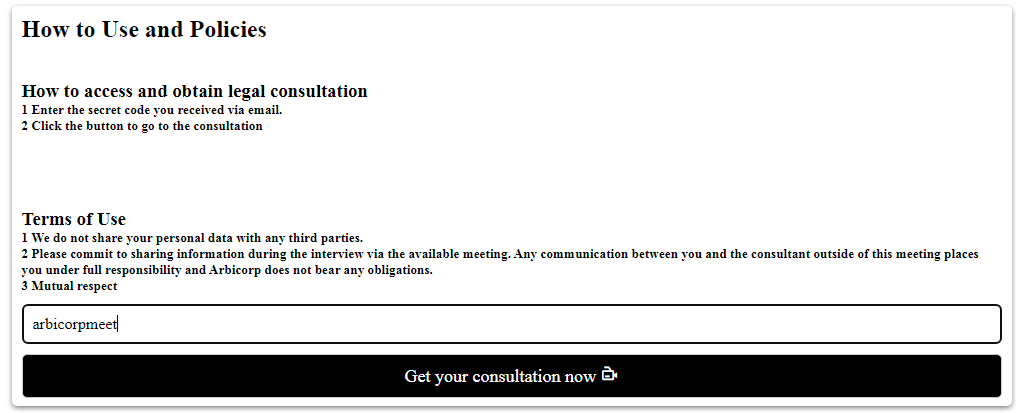 How to Use and Policies
How to access and obtain legal consultation
1 Enter the secret code you received via email.
2 Click the button to go to the consultation
Terms of Use
1 We do not share your personal data with any third parties.
2 Please commit to sharing information during the interview via the available meeting. Any communication between you and the consultant outside of this meeting places
you under full responsibility and Arbicorp does not bear any obligations.
3 Mutual respect
arbicorpmeet
Get your consultation now